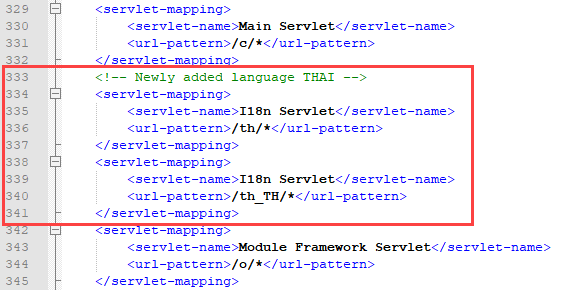 329 <servlet-mapping>
330 <servlet-name>Main Servlet</servlet-name>
331 <url-pattern>/c/*</url-pattern>
332 </servlet-mapping>
333 <!-- Newly added language THAI -->
334 <servlet-mapping>
335 <servlet-name>I18n Servlet</servlet-name>
336 <url-pattern>/th/*</url-pattern>
337 </servlet-mapping>
338 <servlet-mapping>
339 <servlet-name>I18n Servlet</servlet-name>
340 <url-pattern>/th_TH/*</url-pattern>
341 </servlet-mapping>
342 <servlet-mapping>
343 <servlet-name>Module Framework Servlet</servlet-name>
344 <url-pattern>/o/*</url-pattern>
345 </servlet-mapping>